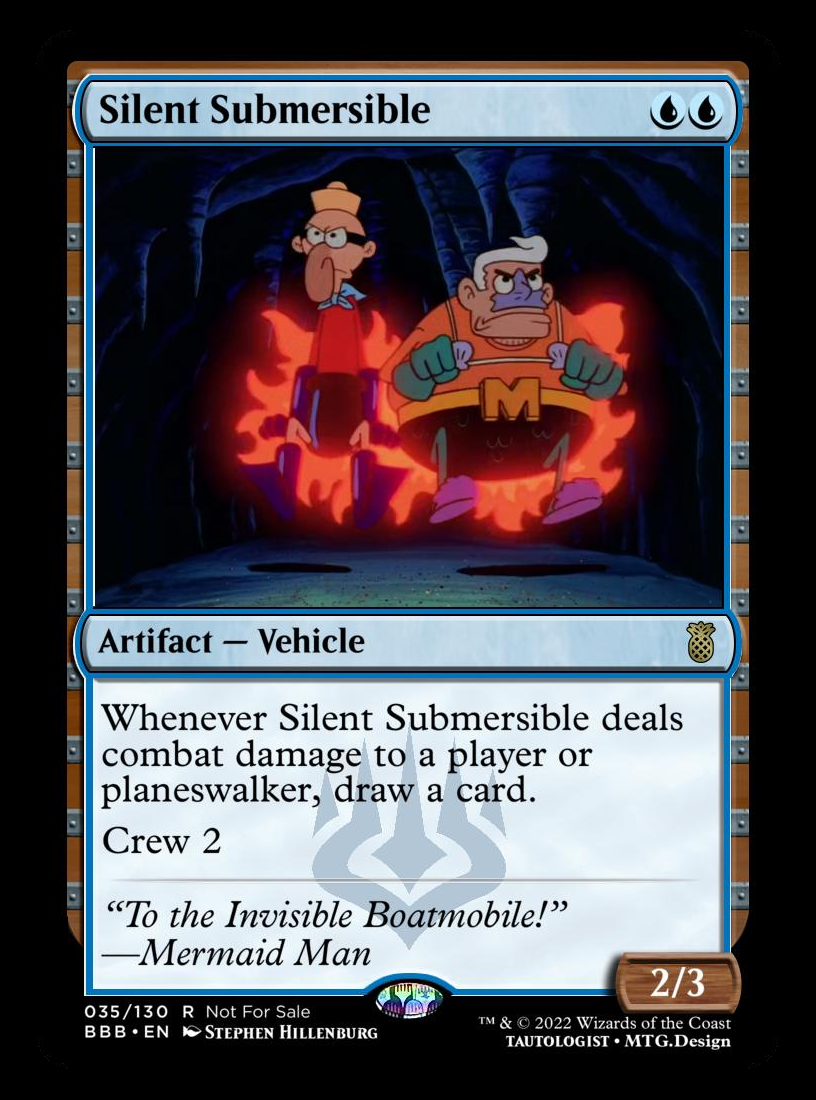 Silent Submersible
M
Artifact — Vehicle
Whenever Silent Submersible deals
combat damage to a player or
planeswalker, draw a card.
Crew 2
“To the Invisible Boatmobile!”
—Mermaid Man
2/3
035/130 R Not For Sale
BBB • EN STEPHEN HILLENBURG
™ & © 2022 Wizards of the Coast
TAUTOLOGIST • MTG.Design